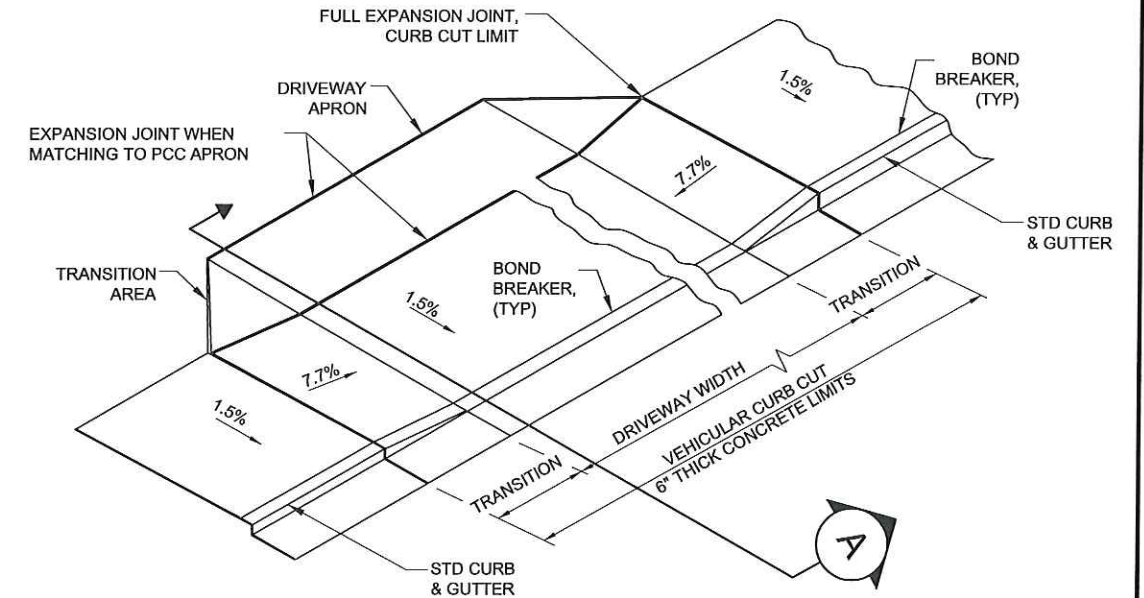 FULL EXPANSION JOINT,
CURB CUT LIMIT
BOND
BREAKER,
(TYP)
1.5%
DRIVEWAY
APRON
EXPANSION JOINT WHEN
MATCHING TO PCC APRON
7.7%
STD CURB
& GUTTER
TRANSITION
AREA
BOND
BREAKER,
(TYP)
1.5%
TRANSITION
7.7%
DRIVEWAY WIDTH
VEHICULAR CURB CUT
6" THICK CONCRETE LIMITS
1.5%
TRANSITION
A
STD CURB
& GUTTER